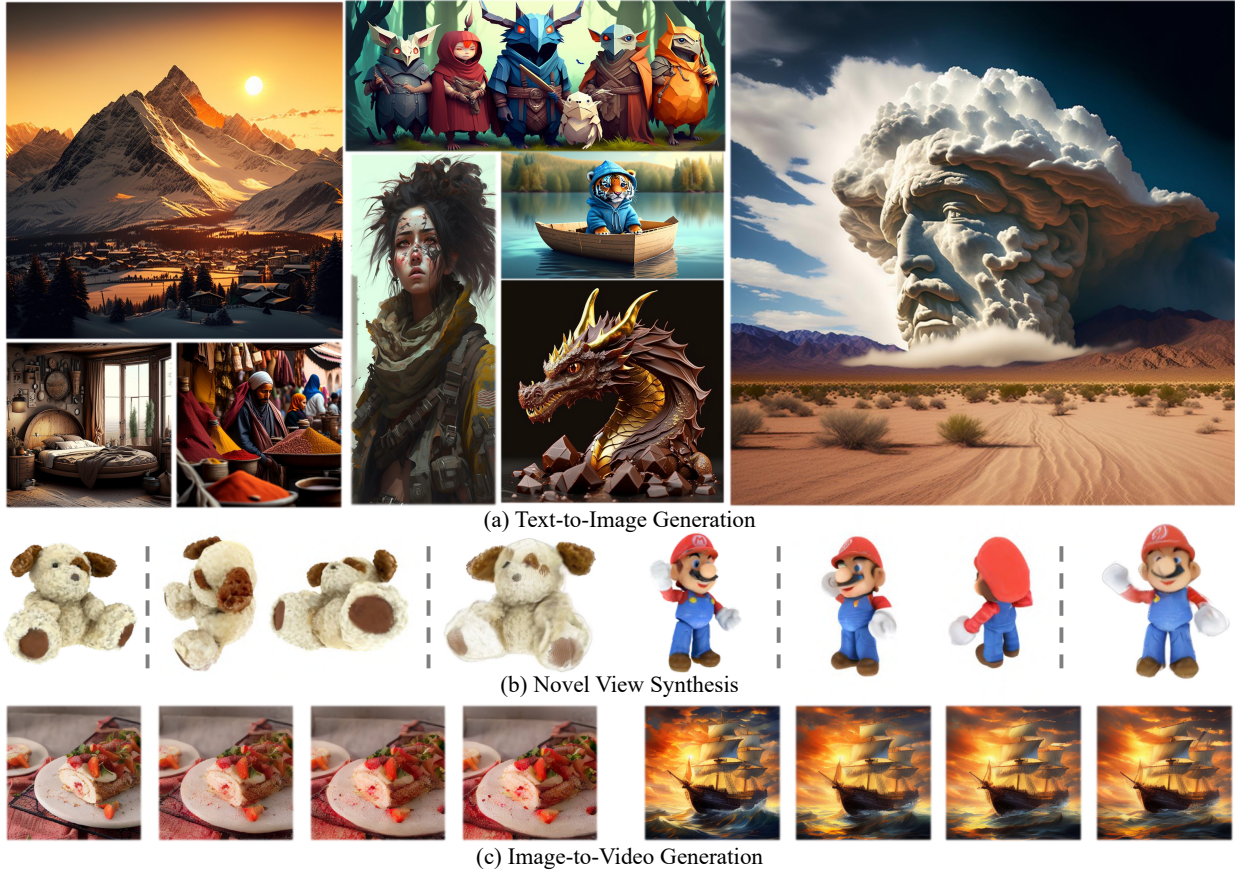 (a) Text-to-Image Generation
(b) Novel View Synthesis
(c) Image-to-Video Generation